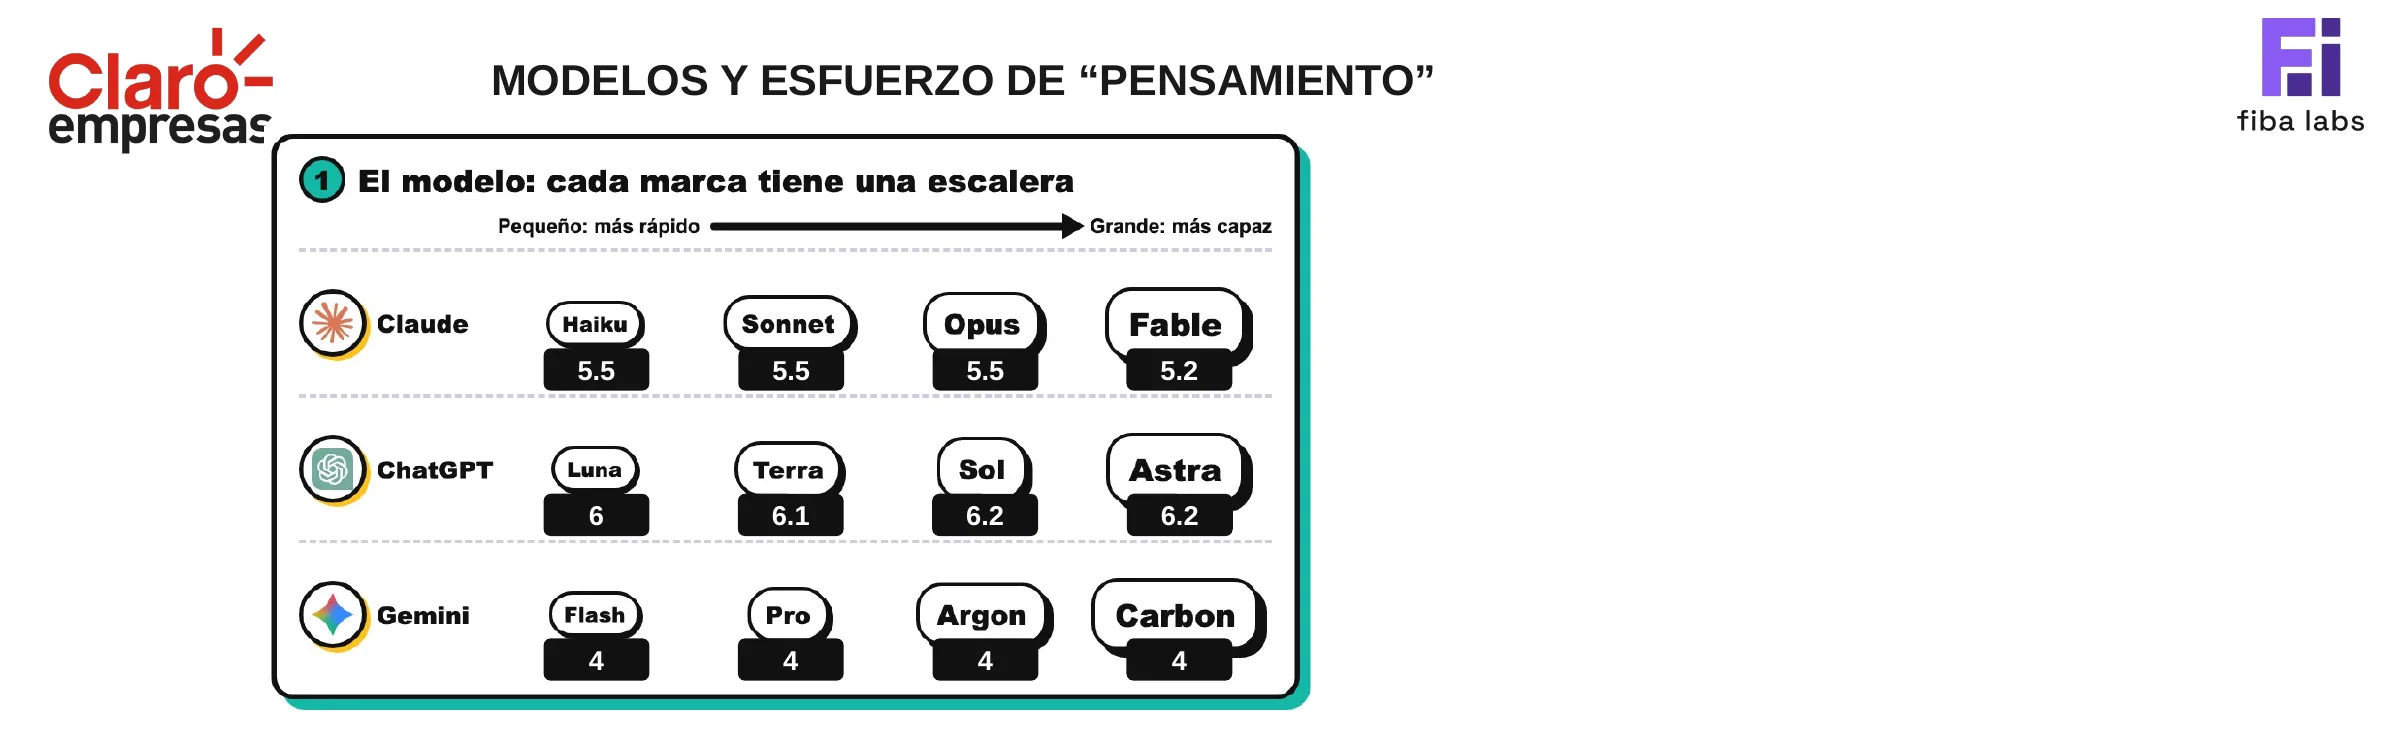 Claro
empresas
MODELOS Y ESFUERZO DE “PENSAMIENTO”
fiba labs
1 El modelo: cada marca tiene una escalera
Pequeño: más rápido Grande: más capaz
Claude Haiku Sonnet Opus Fable
5.5 5.5 5.5 5.2
ChatGPT Luna Terra Sol Astra
6 6.1 6.2 6.2
Gemini Flash Pro Argon Carbon
4 4 4 4